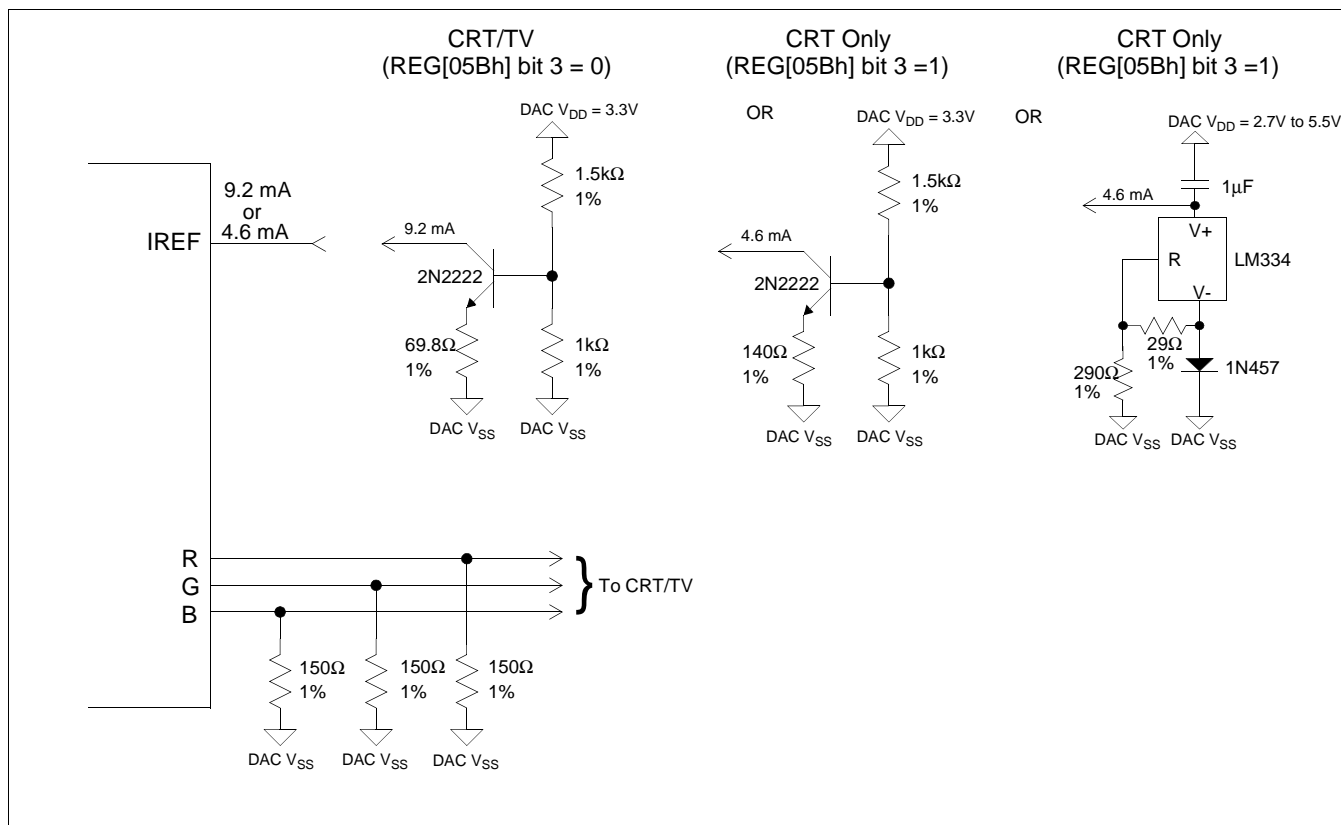 CRT/TV
(REG[05Bh] bit 3 = 0)
CRT Only
(REG[05Bh] bit 3 =1)
CRT Only
(REG[05Bh] bit 3 =1)
OR
OR
DAC VDD = 3.3V
DAC VDD = 3.3V
DAC VDD = 2.7V to 5.5V
1.5kΩ
1%
1.5kΩ
1%
1μF
9.2 mA
or
4.6 mA
IREF
9.2 mA
4.6 mA
4.6 mA
2N2222
2N2222
V+
R
V-
LM334
69.8Ω
1%
1kΩ
1%
140Ω
1%
1kΩ
1%
29Ω
1%
290Ω
1%
1N457
DAC VSS
DAC VSS
DAC VSS
DAC VSS
DAC VSS
DAC VSS
R
G
B
} To CRT/TV
150Ω
1%
150Ω
1%
150Ω
1%
DAC VSS
DAC VSS
DAC VSS